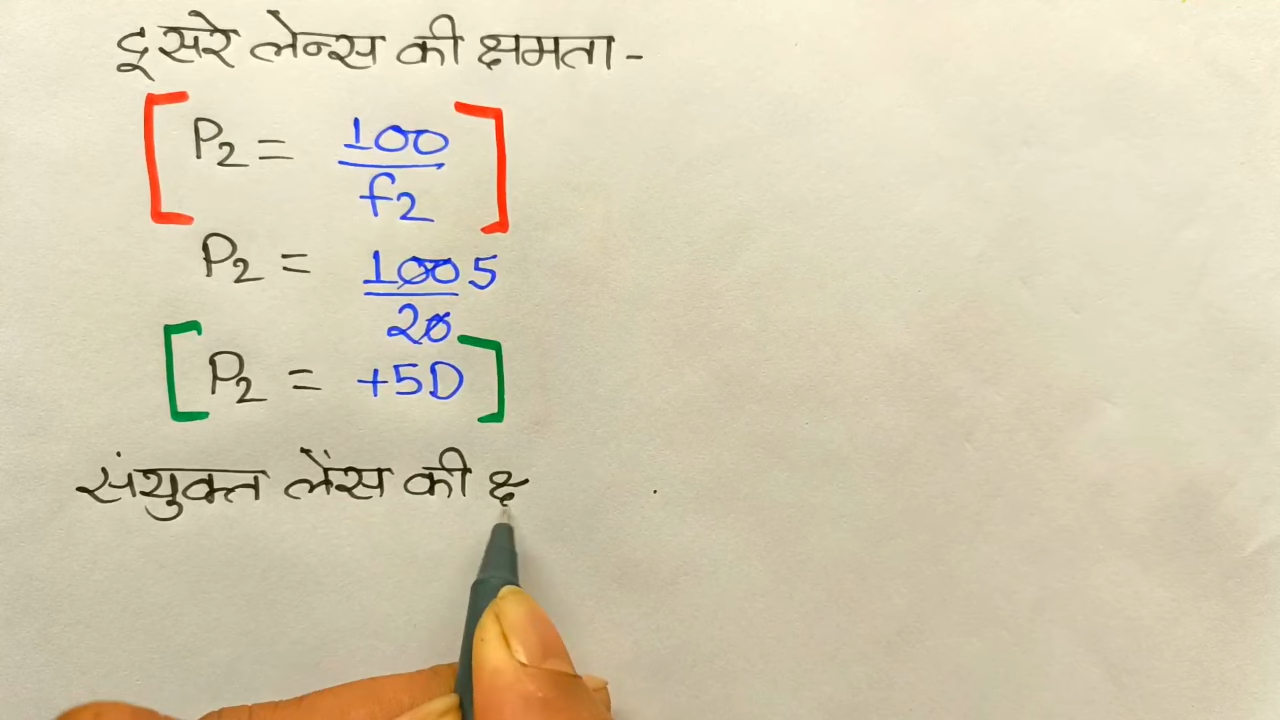 दूसरे लेन्स की क्षमता -
P2 = 100/f2
P2 = 100/20 5
P2 = +5D
संयुक्त लेंस की क्ष